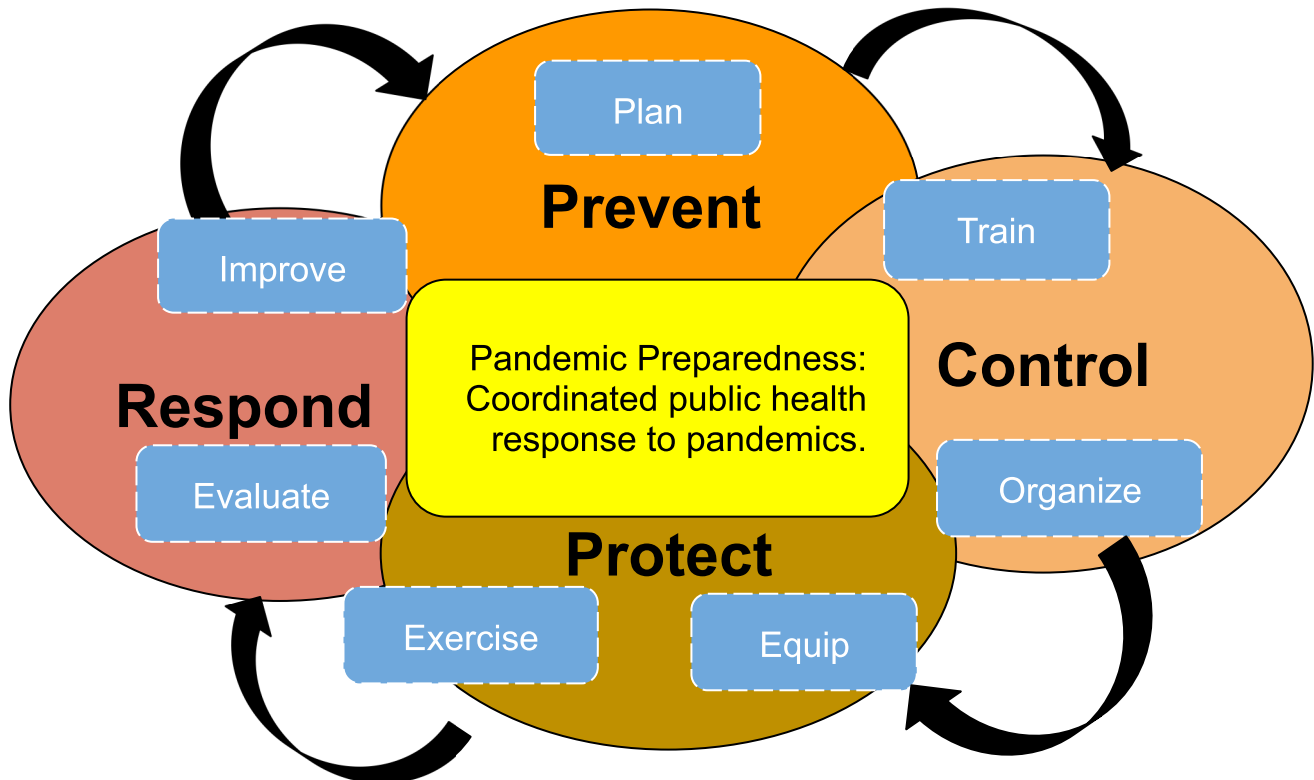 Plan
Prevent
Train
Improve
Pandemic Preparedness:
Coordinated public health
response to pandemics.
Control
Respond
Evaluate
Organize
Protect
Exercise
Equip